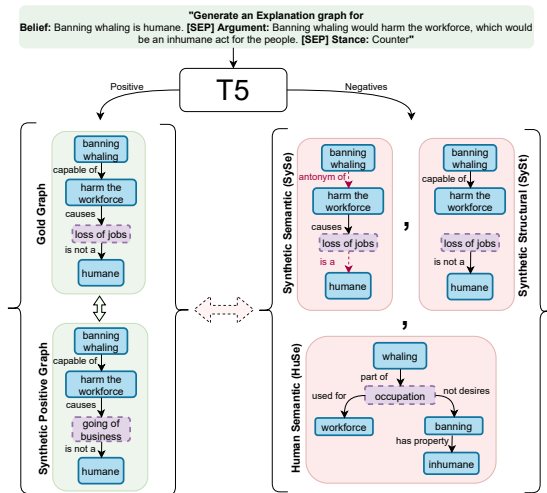 "Generate an Explanation graph for
Belief: Banning whaling is humane. [SEP] Argument: Banning whaling would harm the workforce, which would
be an inhumane act for the people. [SEP] Stance: Counter"
Positive
T5
Negatives
Gold Graph
banning
whaling
capable of
harm the
workforce
causes
loss of jobs
is not a
humane
Synthetic Positive Graph
banning
whaling
capable of
harm the
workforce
causes
going of
business
is not a
humane
Synthetic Semantic (SySe)
banning
whaling
antonym of
harm the
workforce
causes
loss of jobs
is a
humane
,
Synthetic Structural (SySt)
banning
whaling
capable of
harm the
workforce
loss of jobs
is not a
humane
,
Human Semantic (HuSe)
whaling
part of
occupation
used for
not desires
workforce
banning
has property
inhumane